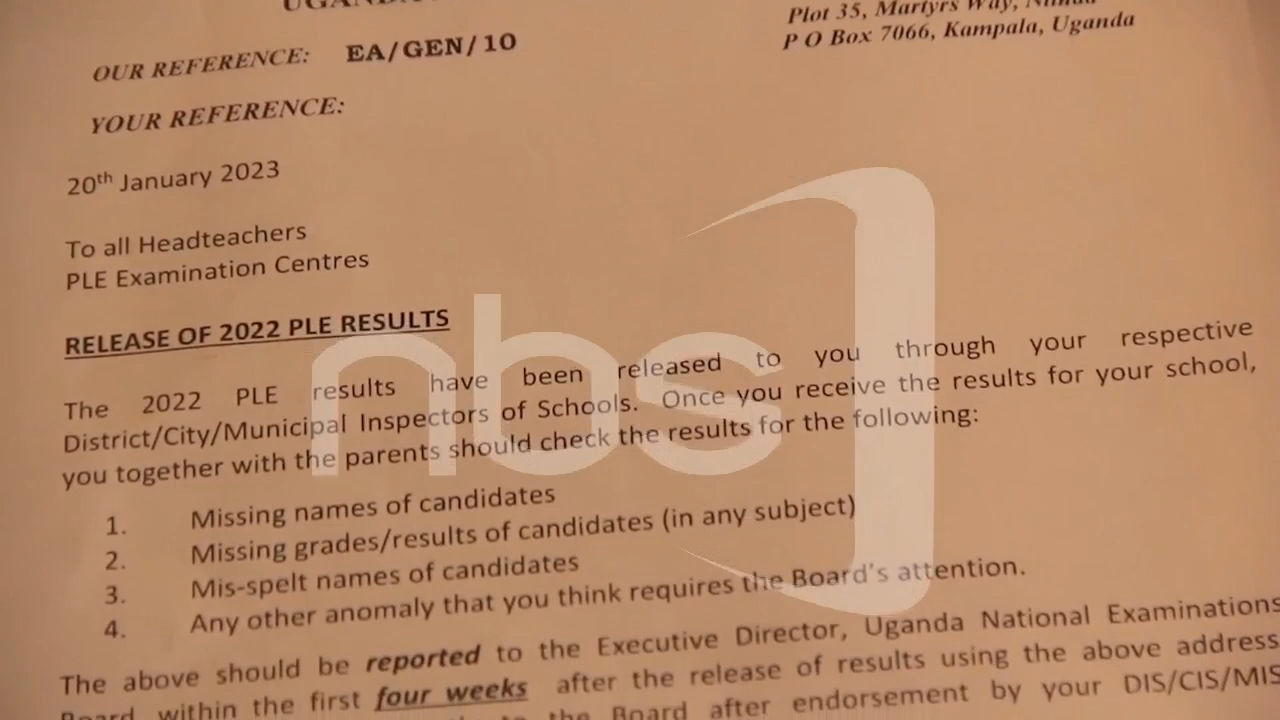 Plot 35, Martyrs Way,
P O Box 7066, Kampala, Uganda
OUR REFERENCE: EA/GEN/10
YOUR REFERENCE:
20th January 2023
To all Headteachers
PLE Examination Centres
RELEASE OF 2022 PLE RESULTS
The 2022 PLE results have been released to you through your respective
District/City/Municipal Inspectors of Schools. Once you receive the results for your school,
you together with the parents should check the results for the following:
1. Missing names of candidates
2. Missing grades/results of candidates (in any subject)
3. Mis-spelt names of candidates
4. Any other anomaly that you think requires the Board's attention.
The above should be reported to the Executive Director, Uganda National Examinations
Board within the first four weeks after the release of results using the above address
the Board after endorsement by your DIS/CIS/MIS
nbs